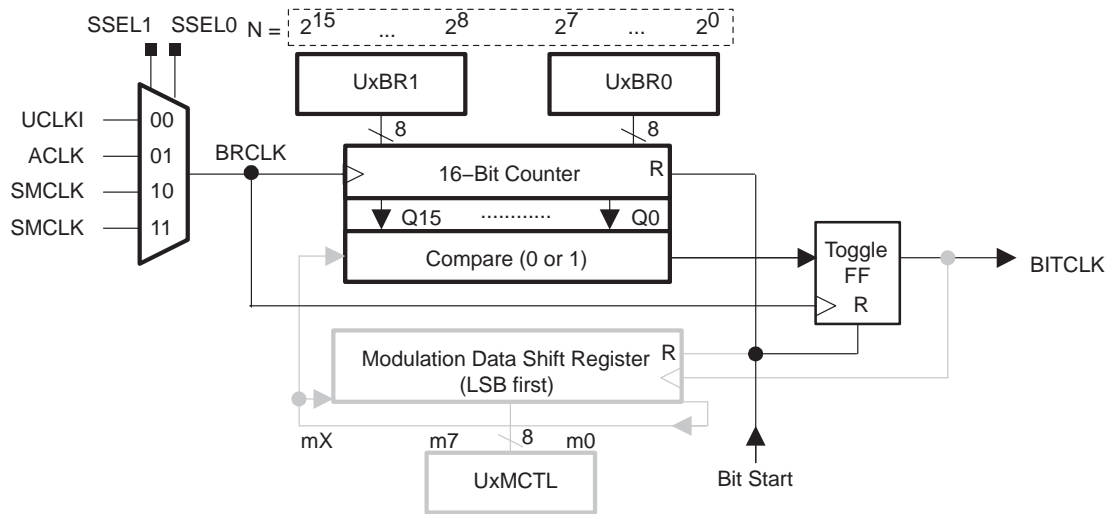 SSEL1 SSEL0 N = 2^15 ... 2^8 2^7 ... 2^0
UxBR1 UxBR0
8 8
UCLKI 00
ACLK 01
SMCLK 10
SMCLK 11
BRCLK
16–Bit Counter R
Q15 ............ Q0
Compare (0 or 1)
Toggle
FF
R
BITCLK
Modulation Data Shift Register R
(LSB first)
mX m7 8 m0
UxMCTL
Bit Start